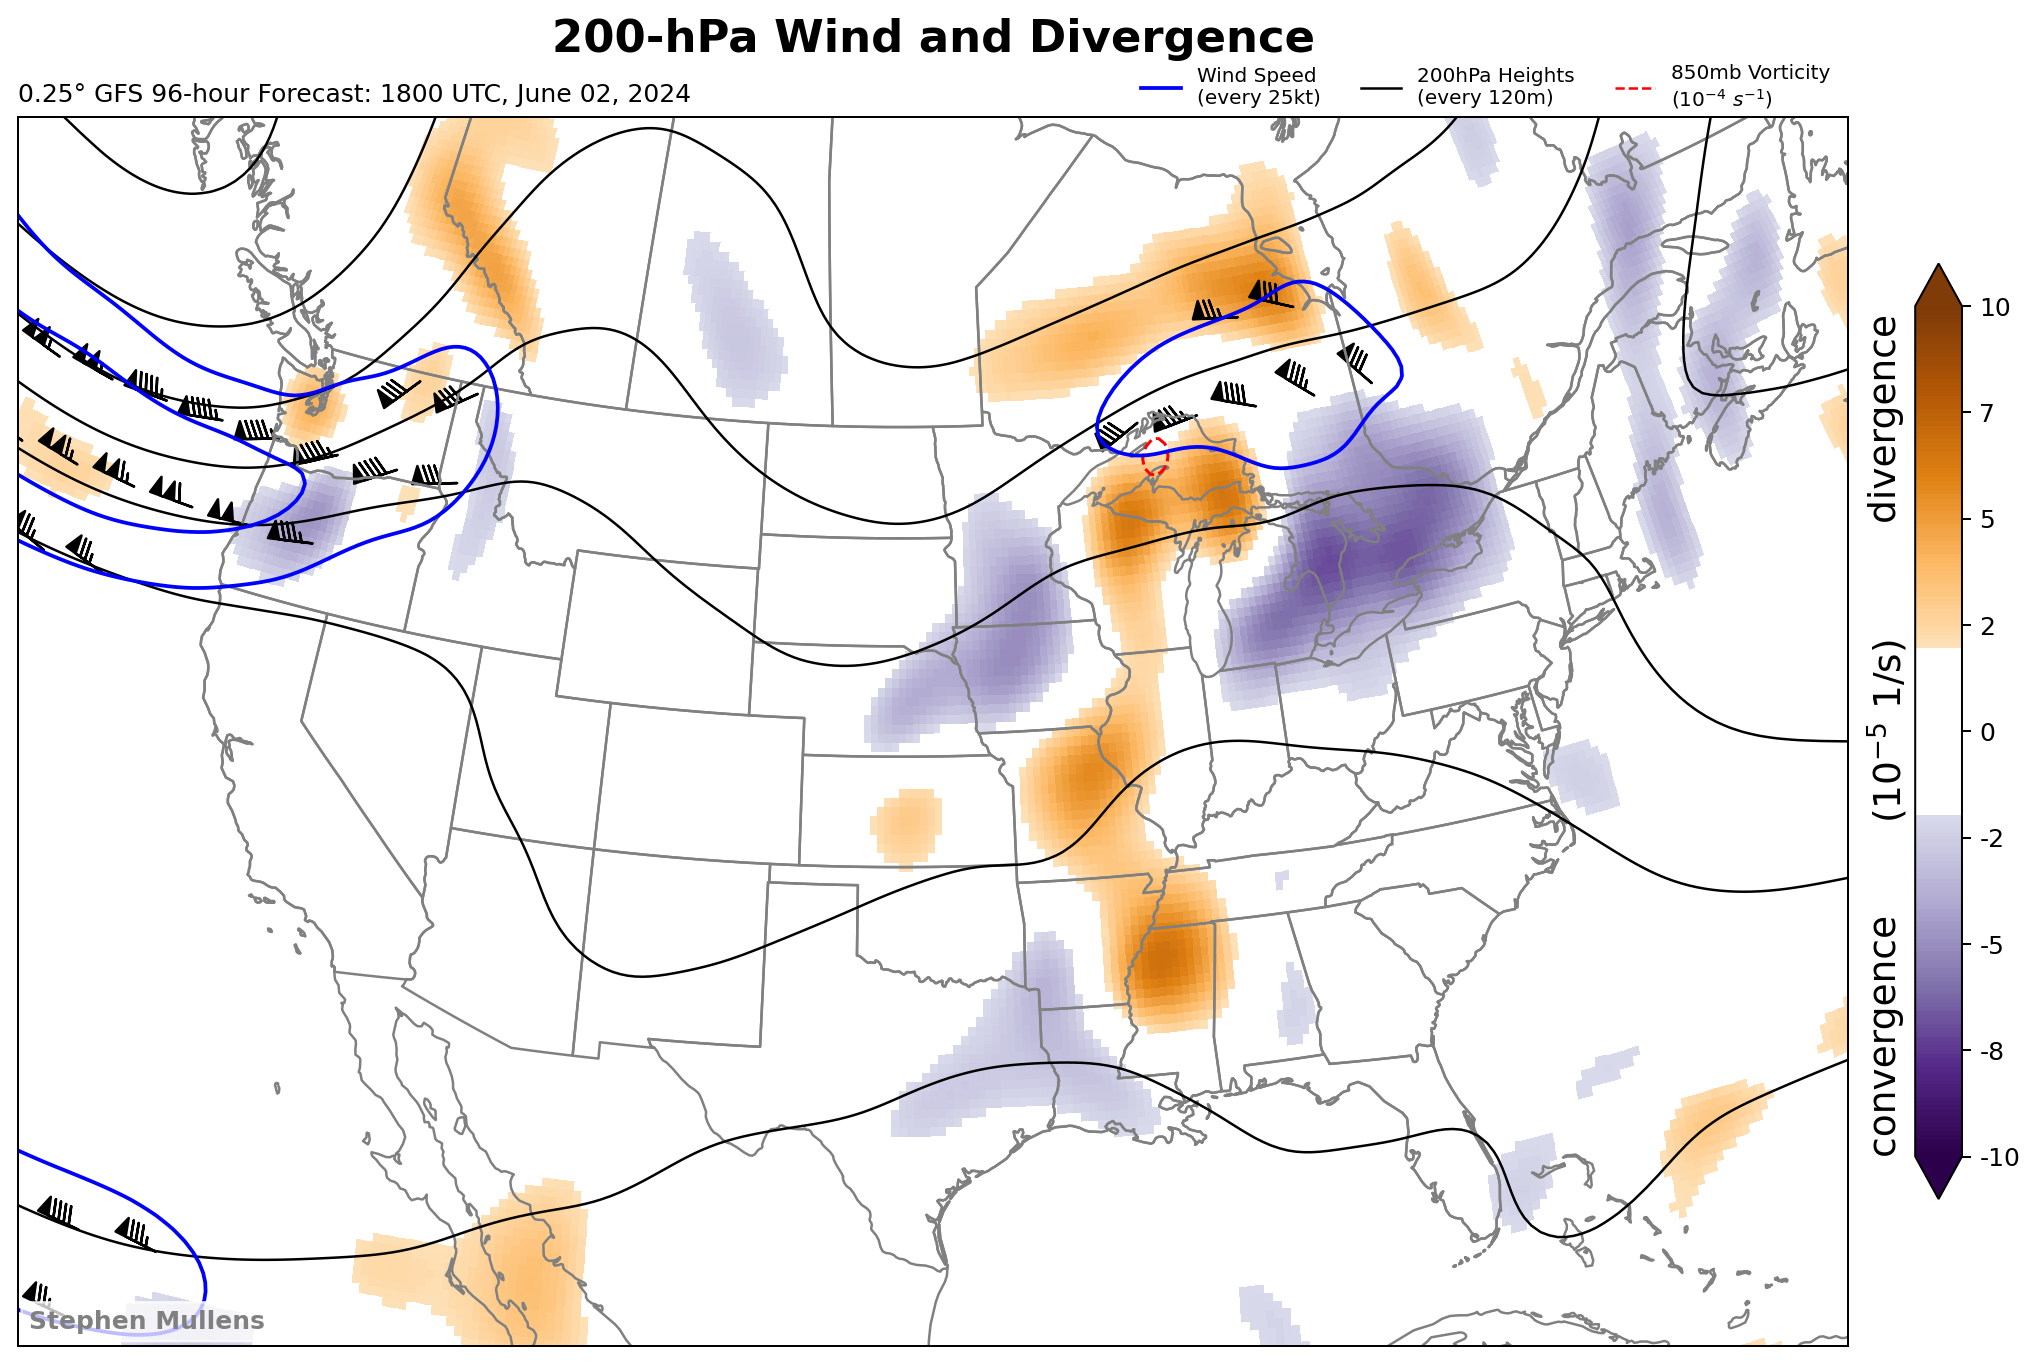 200-hPa Wind and Divergence
0.25° GFS 96-hour Forecast: 1800 UTC, June 02, 2024
Wind Speed
(every 25kt)
200hPa Heights
(every 120m)
850mb Vorticity
(10⁻⁴ s⁻¹)
10
7
5
2
0
-2
-5
-8
-10
convergence (10⁻⁵ 1/s) divergence
Stephen Mullens